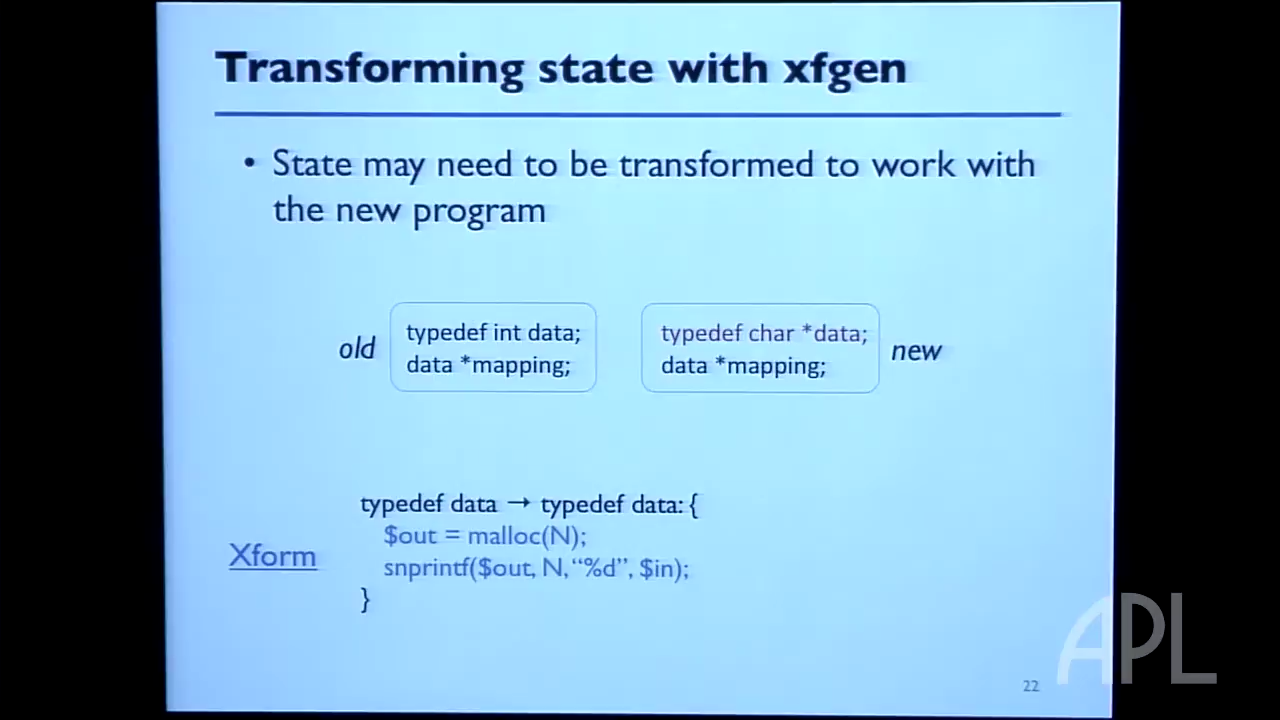 Transforming state with xfgen
• State may need to be transformed to work with
the new program
old
typedef int data;
data *mapping;
typedef char *data;
data *mapping;
new
Xform
typedef data → typedef data: {
$out = malloc(N);
snprintf($out, N, “%d”, $in);
}
22
APL